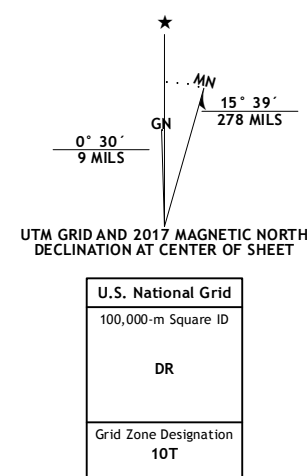 MN
GN
15° 39´
278 MILS
0° 30´
9 MILS
UTM GRID AND 2017 MAGNETIC NORTH
DECLINATION AT CENTER OF SHEET
U.S. National Grid
100,000-m Square ID
DR
Grid Zone Designation
10T